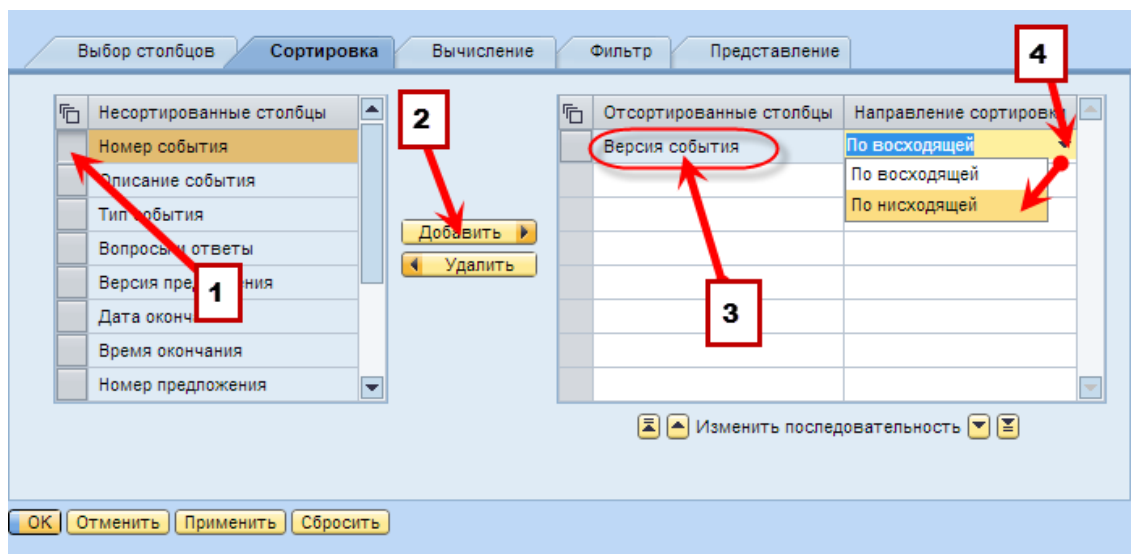 Выбор столбцов Сортировка Вычисление Фильтр Представление
4
Несортированные столбцы
2
Отсортированные столбцы Направление сортировки
Номер события
Версия события По восходящей
Описание события
По восходящей
Тип события
По нисходящей
Добавить
Вопросы и ответы
Удалить
Версия
1
3
Дата
Время окончания
Номер предложения
Изменить последовательность
OK Отменить Применить Сбросить